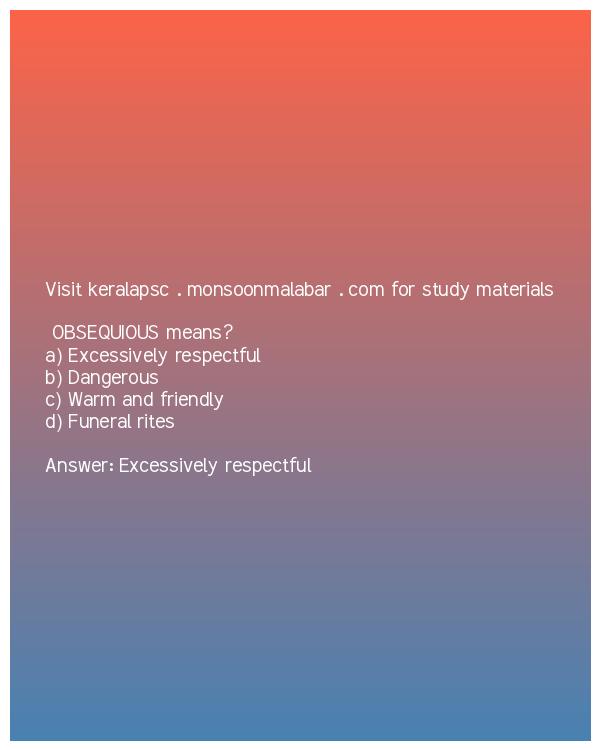 Visit keralapsc . monsoonmalabar . com for study materials
OBSEQUIOUS means?
a) Excessively respectful
b) Dangerous
c) Warm and friendly
d) Funeral rites
Answer: Excessively respectful